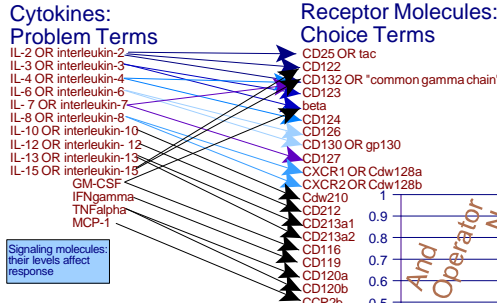 Cytokines:
Problem Terms
IL-2 OR interleukin-2
IL-3 OR interleukin-3
IL-4 OR interleukin-4
IL-6 OR interleukin-6
IL- 7 OR interleukin-7
IL-8 OR interleukin-8
IL-10 OR interleukin-10
IL-12 OR interleukin- 12
IL-13 OR interleukin-13
IL-15 OR interleukin-15
GM-CSF
IFNgamma
TNFalpha
MCP-1
Signaling molecules:
their levels affect
response
Receptor Molecules:
Choice Terms
CD25 OR tac
CD122
CD132 OR "common gamma chain"
CD123
beta
CD124
CD126
CD130 OR gp130
CD127
CXCR1 OR Cdw128a
CXCR2 OR Cdw128b
Cdw210
CD212
CD213a1
CD213a2
CD116
CD119
CD120a
CD120b
CCR2b
1
0.9
0.8
0.7
0.6
0.5
And
Operator